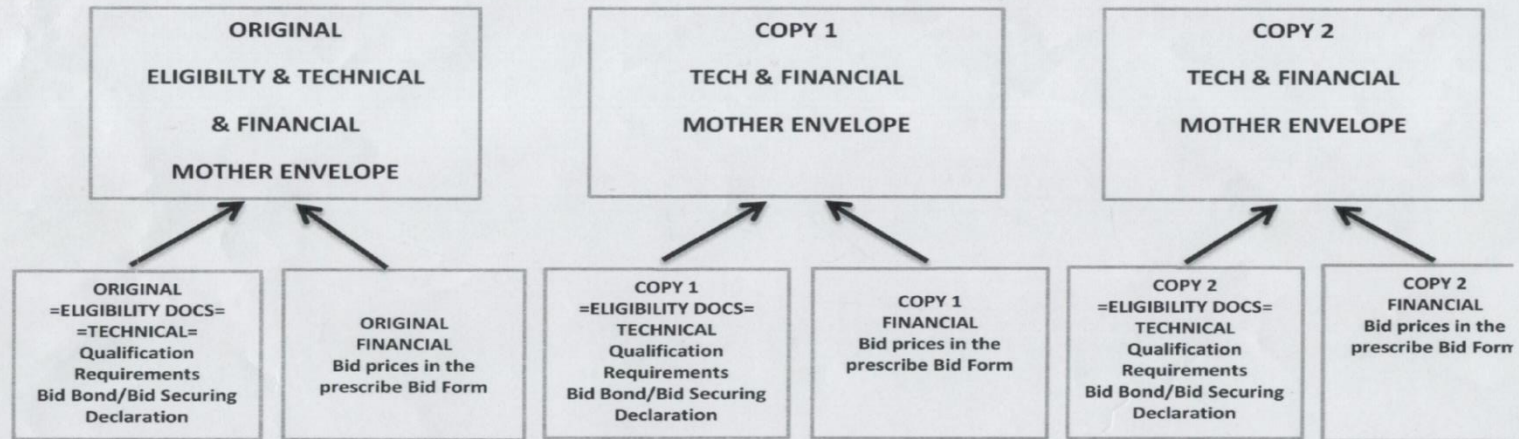 ORIGINAL
ELIGIBILTY & TECHNICAL
& FINANCIAL
MOTHER ENVELOPE
COPY 1
TECH & FINANCIAL
MOTHER ENVELOPE
COPY 2
TECH & FINANCIAL
MOTHER ENVELOPE
ORIGINAL
=ELIGIBILITY DOCS=
=TECHNICAL=
Qualification
Requirements
Bid Bond/Bid Securing
Declaration
ORIGINAL
FINANCIAL
Bid prices in the
prescribe Bid Form
COPY 1
=ELIGIBILITY DOCS=
TECHNICAL
Qualification
Requirements
Bid Bond/Bid Securing
Declaration
COPY 1
FINANCIAL
Bid prices in the
prescribe Bid Form
COPY 2
=ELIGIBILITY DOCS=
TECHNICAL
Qualification
Requirements
Bid Bond/Bid Securing
Declaration
COPY 2
FINANCIAL
Bid prices in the
prescribe Bid Form